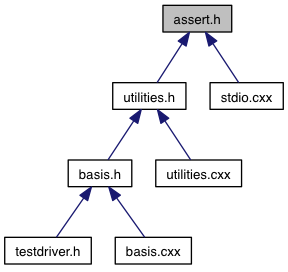 assert.h
utilities.h
stdio.cxx
basis.h
utilities.cxx
testdriver.h
basis.cxx